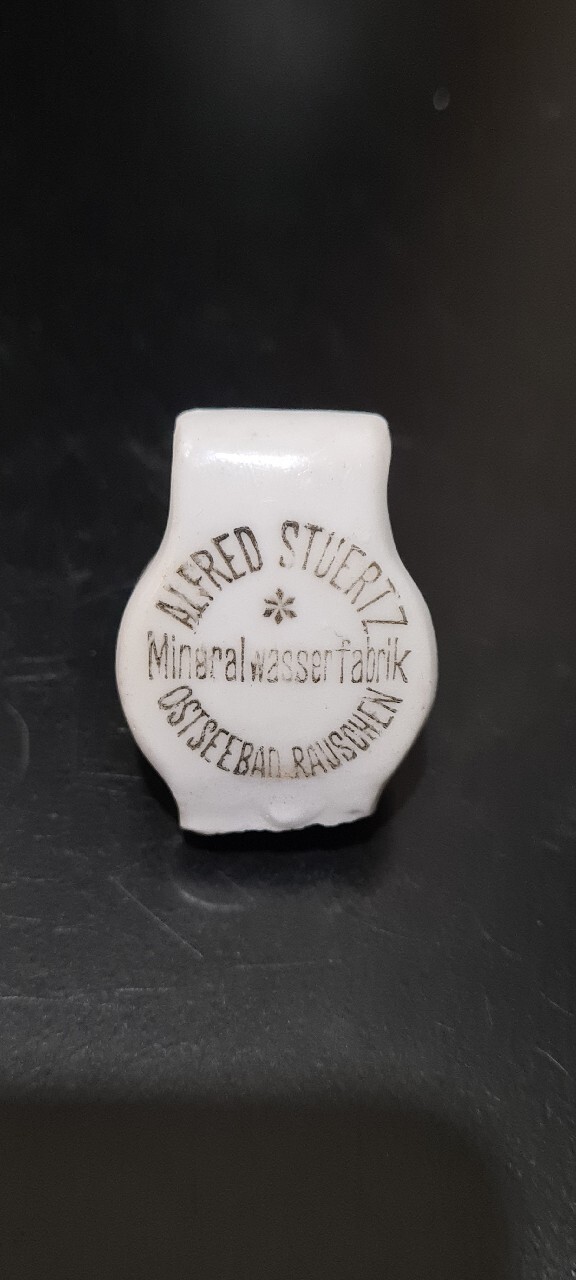 ALFRED STUERTZ
Mineralwasserfabrik
OSTSEEBAD RAUSCHEN